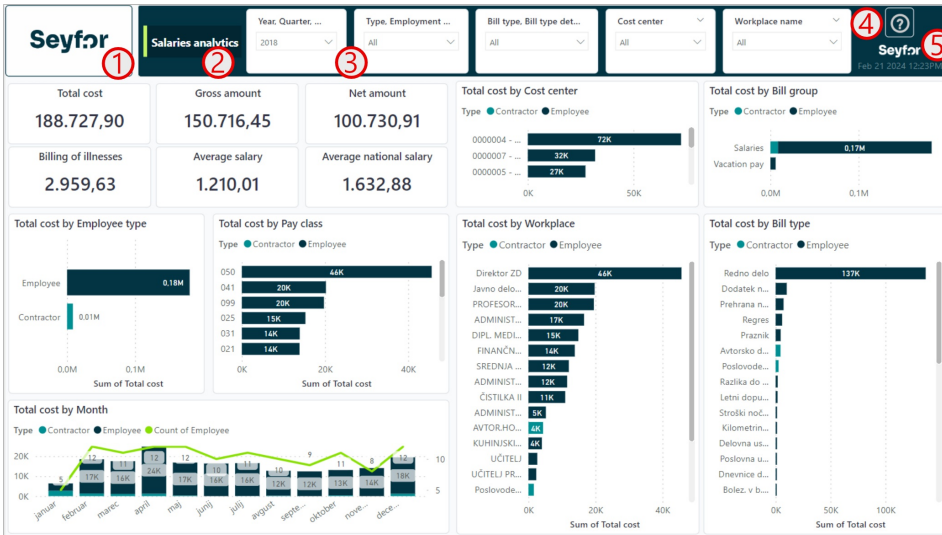 Seyfor
1
Salaries analytics
2
Year, Quarter, ...
2018
3
Type, Employment ...
All
Bill type, Bill type det...
All
Cost center
All
Workplace name
All
4
?
Seyfor
5
Feb 21 2024 12:23PM
Total cost
188.727,90
Gross amount
150.716,45
Net amount
100.730,91
Billing of illnesses
2.959,63
Average salary
1.210,01
Average national salary
1.632,88
Total cost by Cost center
Type Contractor Employee
0000004 - ... 72K
0000007 - ... 32K
0000005 - ... 27K
0K 50K
Total cost by Bill group
Type Contractor Employee
Salaries 0,17M
Vacation pay
0.0M 0.1M
Total cost by Employee type
Employee 0.18M
Contractor 0.01M
0.0M 0.1M
Sum of Total cost
Total cost by Pay class
Type Contractor Employee
050 46K
041 20K
099 20K
025 15K
031 14K
021 14K
0K 20K 40K
Sum of Total cost
Total cost by Workplace
Type Contractor Employee
Direktor ZD 46K
Javno delo... 20K
PROFESOR... 20K
ADMINIST... 17K
DIPL. MEDI... 15K
FINANČN... 14K
SREDNJA ... 12K
ADMINIST... 12K
ČISTILKA II 11K
ADMINIST... 5K
AVTOR.HO... 4K
KUHINJSKI... 4K
UČITELJ
UČITELJ PR...
Poslovode...
0K 20K 40K
Sum of Total cost
Total cost by Bill type
Type Contractor Employee
Redno delo 137K
Dodatek n...
Prehrana n...
Regres
Praznik
Avtorsko d...
Poslovode...
Razlika do ...
Letni dopu...
Stroški noč...
Kilometrin...
Delovna us...
Poslovna u...
Dnevnice d...
Bolez. v b...
0K 50K 100K
Sum of Total cost
Total cost by Month
Type Contractor Employee Count of Employee
20K
10K
0K
5 12 11 12 12 10 11 10 9 11 8 12
17K 16K 24K 17K 16K 16K 12K 12K 13K 14K 18K
10
5
januar februar marec april maj junij julij avgust septe... oktober nove... dece...